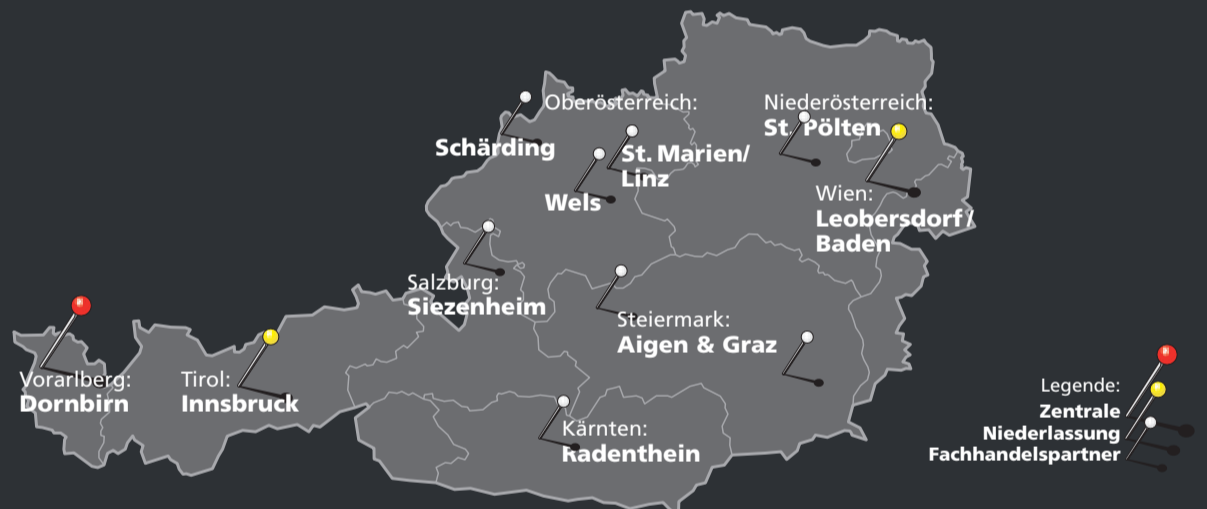 Oberösterreich:
Schärding
St. Marien/
Linz
Wels
Niederösterreich:
St. Pölten
Wien:
Leobersdorf/
Baden
Salzburg:
Siezenheim
Steiermark:
Aigen & Graz
Vorarlberg:
Dornbirn
Tirol:
Innsbruck
Kärnten:
Radenthein
Legende:
Zentrale
Niederlassung
Fachhandelspartner